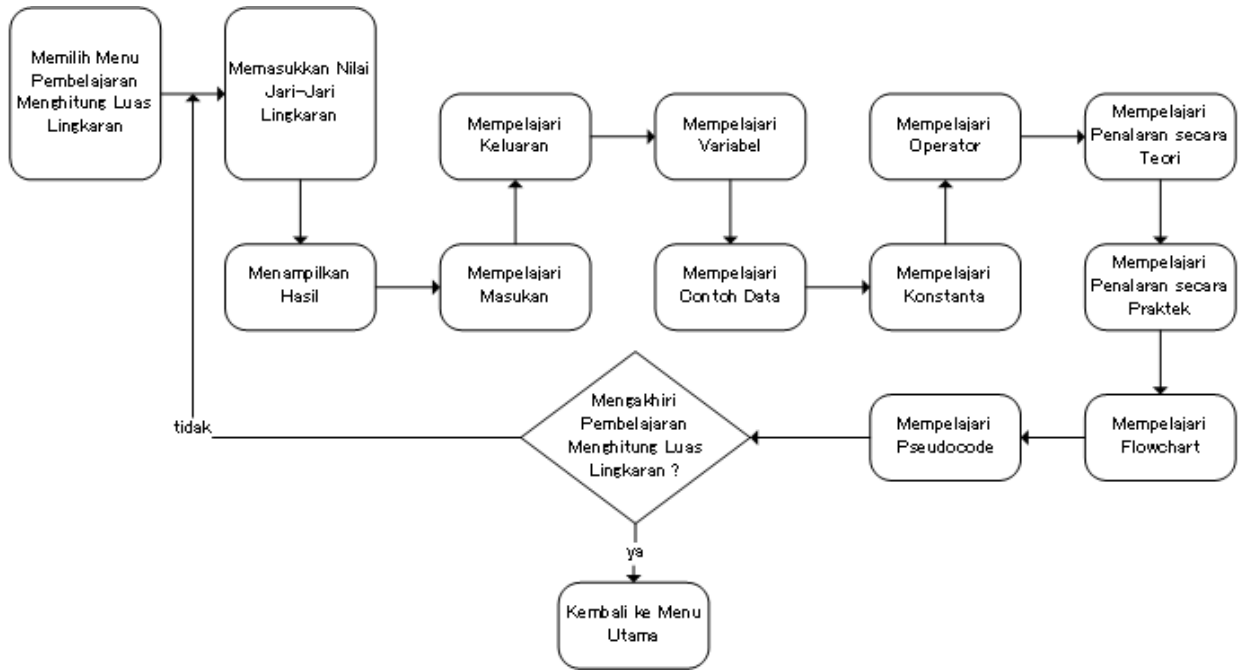 Memilih Menu
Pembelajaran
Menghitung Luas
Lingkaran
Memasukkan Nilai
Jari-Jari
Lingkaran
Menampilkan
Hasil
Mempelajari
Masukan
Mempelajari
Keluaran
Mempelajari
Variabel
Mempelajari
Contoh Data
Mempelajari
Konstanta
Mempelajari
Operator
Mempelajari
Penalaran secara
Teori
Mempelajari
Penalaran secara
Praktek
Mempelajari
Flowchart
Mempelajari
Pseudocode
Mengakhiri
Pembelajaran
Menghitung Luas
Lingkaran ?
tidak
ya
Kembali ke Menu
Utama